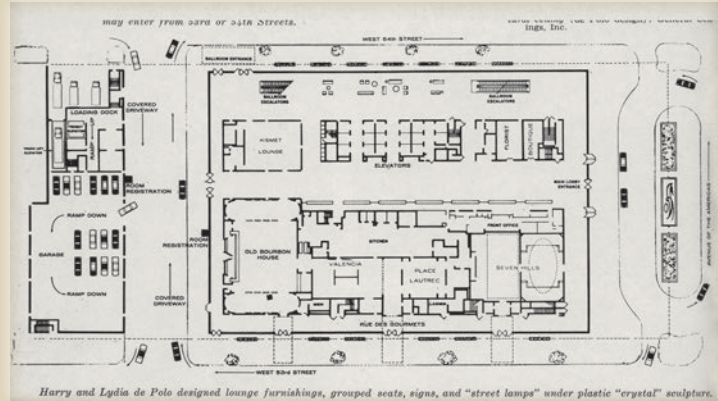 may enter from 53rd or 54th Streets.
ings, Inc.
WEST 54th STREET
BALLROOM ENTRANCE
BALLROOM ESCALATORS
BALLROOM ESCALATORS
LOADING DOCK
COVERED DRIVEWAY
RAMP UP
KISMET LOUNGE
ELEVATORS
FLORIST
BOUTIQUE
MAIN LOBBY ENTRANCE
ROOM REGISTRATION
RAMP DOWN
GARAGE
RAMP DOWN
ROOM REGISTRATION
COVERED DRIVEWAY
OLD BOURBON HOUSE
KITCHEN
FRONT OFFICE
VALENCIA
PLACE LAUTREC
SEVEN HILLS
MEN
LADIES
RUE DES GOURMETS
AVENUE OF THE AMERICAS
WEST 53rd STREET
Harry and Lydia de Polo designed lounge furnishings, grouped seats, signs, and "street lamps" under plastic "crystal" sculpture.